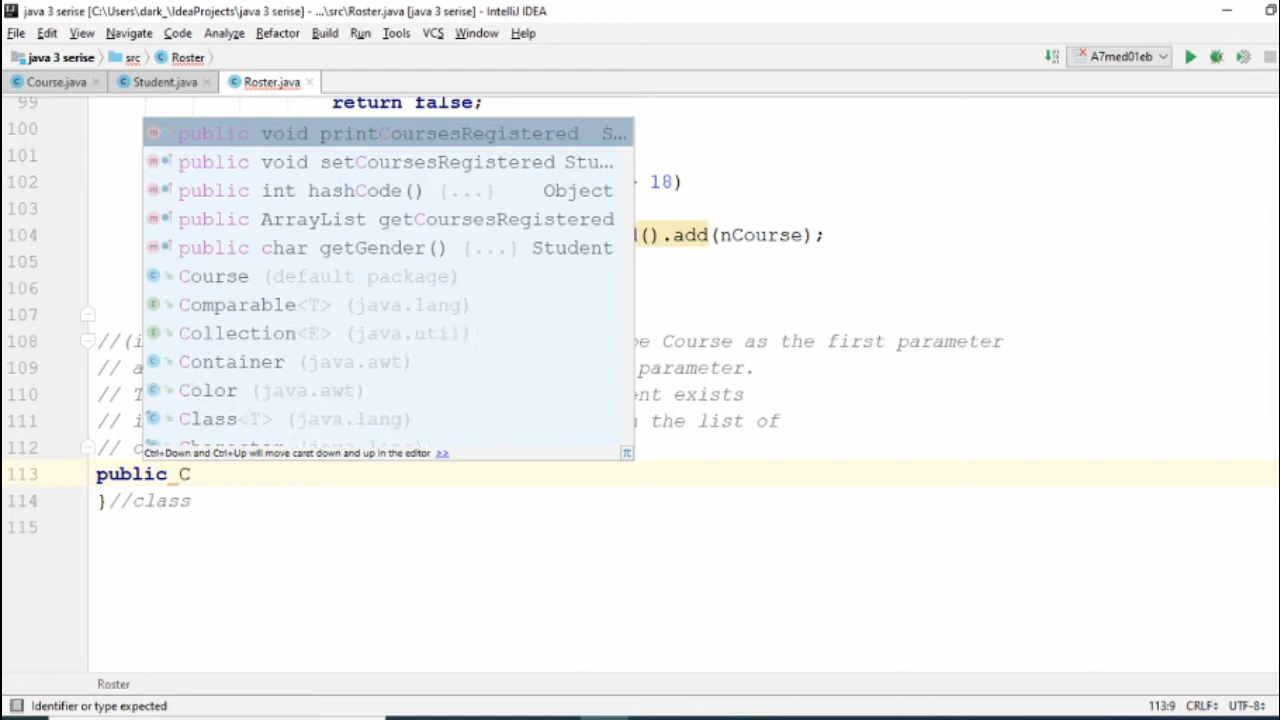 java 3 serise [C:\Users\dark_\IdeaProjects\java 3 serise] - ...\src\Roster.java [java 3 serise] - IntelliJ IDEA
File Edit View Navigate Code Analyze Refactor Build Run Tools VCS Window Help
java 3 serise src Roster A7med01eb
Course.java Student.java Roster.java
99 return false;
100 public void printCoursesRegistered S...
101 public void setCoursesRegistered Stu...
102 18)
public int hashCode() {...} Object
103
public ArrayList getCoursesRegistered
104 ().add(nCourse);
public char getGender() {...} Student
105
Course (default package)
106
Comparable<T> (java.lang)
107
Collection<E> (java.util)
108 //(i e Course as the first parameter
Container (java.awt)
109 // a parameter.
Color (java.awt)
110 // T nt exists
111 // i the list of
Class<T> (java.lang)
112 // c
Character (java.lang)
Ctrl+Down and Ctrl+Up will move caret down and up in the editor >> π
113 public C
114 }//class
115
Roster
Identifier or type expected 113:9 CRLF UTF-8